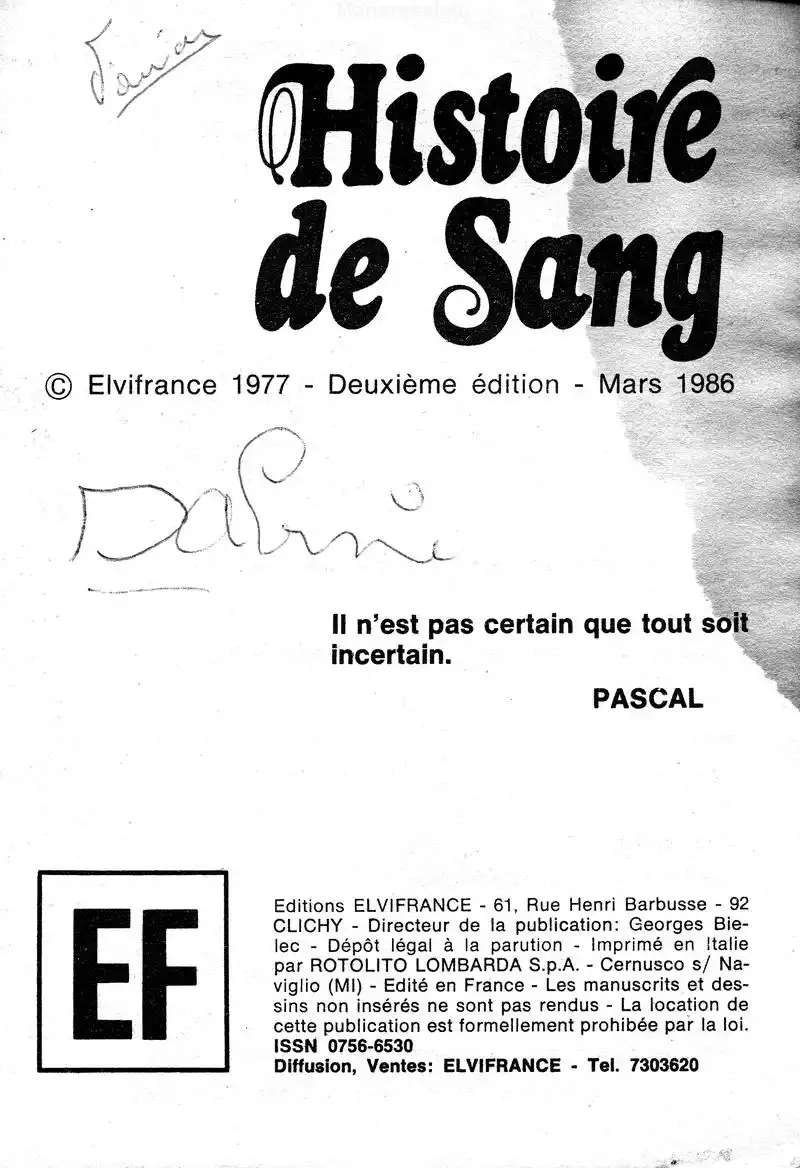 Histoire
de Sang
© Elvifrance 1977 - Deuxième édition - Mars 1986
Il n'est pas certain que tout soit
incertain.
PASCAL
EF
Editions ELVIFRANCE - 61, Rue Henri Barbusse - 92
CLICHY - Directeur de la publication: Georges Bie-
lec - Dépôt légal à la parution - Imprimé en Italie
par ROTOLITO LOMBARDA S.p.A. - Cernusco s/ Na-
viglio (MI) - Edité en France - Les manuscrits et des-
sins non insérés ne sont pas rendus - La location de
cette publication est formellement prohibée par la loi.
ISSN 0756-6530
Diffusion, Ventes: ELVIFRANCE - Tel. 7303620